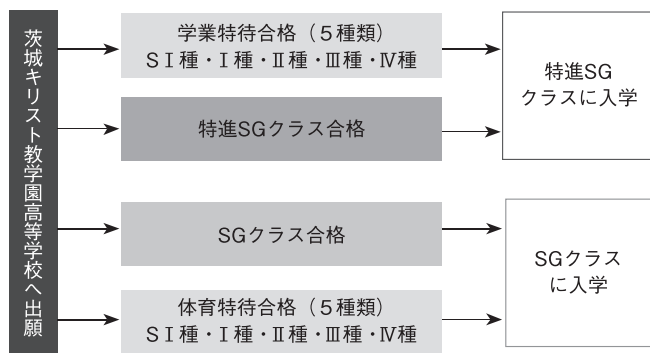 茨城キリスト教学園高等学校へ出願
学業特待合格（５種類）
SⅠ種・Ⅰ種・Ⅱ種・Ⅲ種・Ⅳ種
特進SGクラス合格
特進SG
クラスに入学
SGクラス合格
体育特待合格（５種類）
SⅠ種・Ⅰ種・Ⅱ種・Ⅲ種・Ⅳ種
SGクラス
に入学